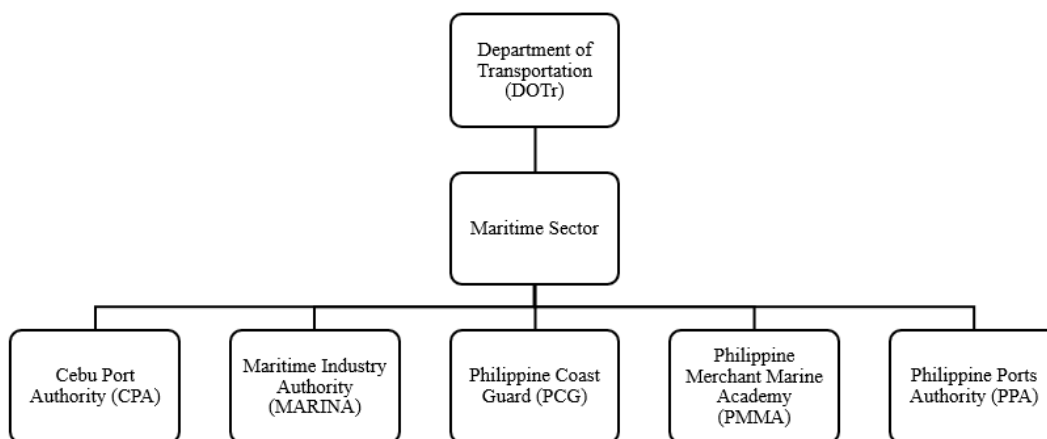 Department of
Transportation
(DOTr)
Maritime Sector
Cebu Port
Authority (CPA)
Maritime Industry
Authority
(MARINA)
Philippine Coast
Guard (PCG)
Philippine
Merchant Marine
Academy
(PMMA)
Philippine Ports
Authority (PPA)